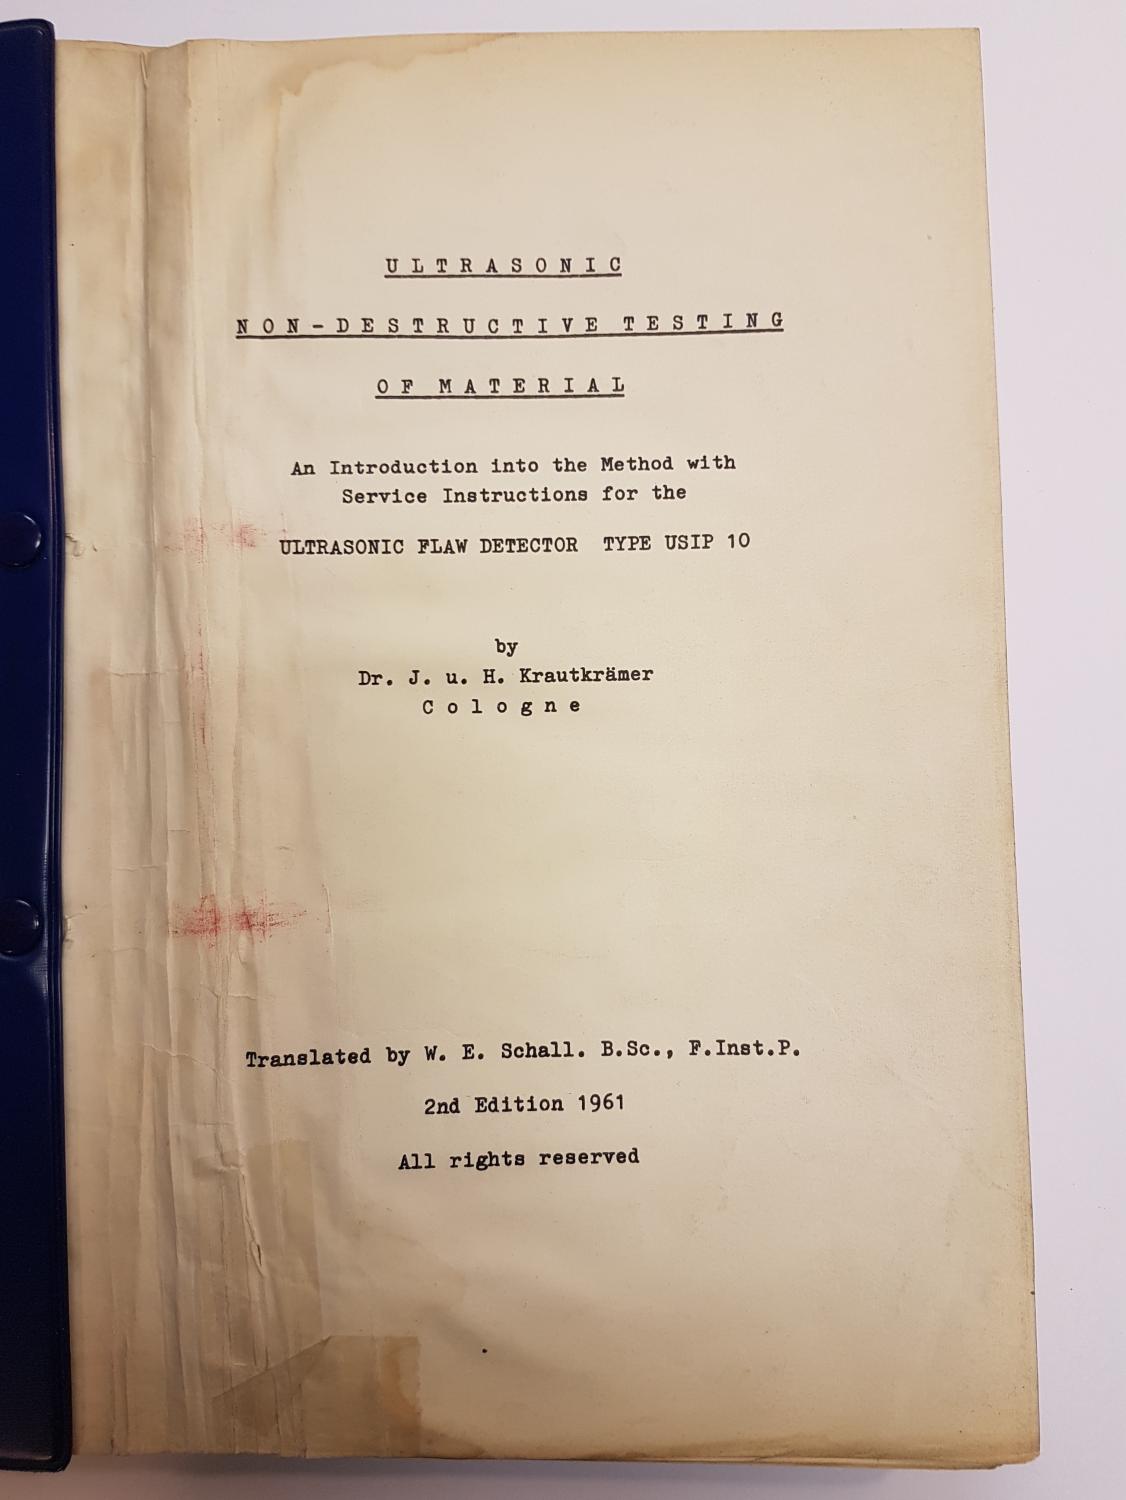 ULTRASONIC
NON-DESTRUCTIVE TESTING
OF MATERIAL
An Introduction into the Method with
Service Instructions for the
ULTRASONIC FLAW DETECTOR TYPE USIP 10
by
Dr. J. u. H. Krautkrämer
Cologne
Translated by W. E. Schall. B.Sc., F.Inst.P.
2nd Edition 1961
All rights reserved